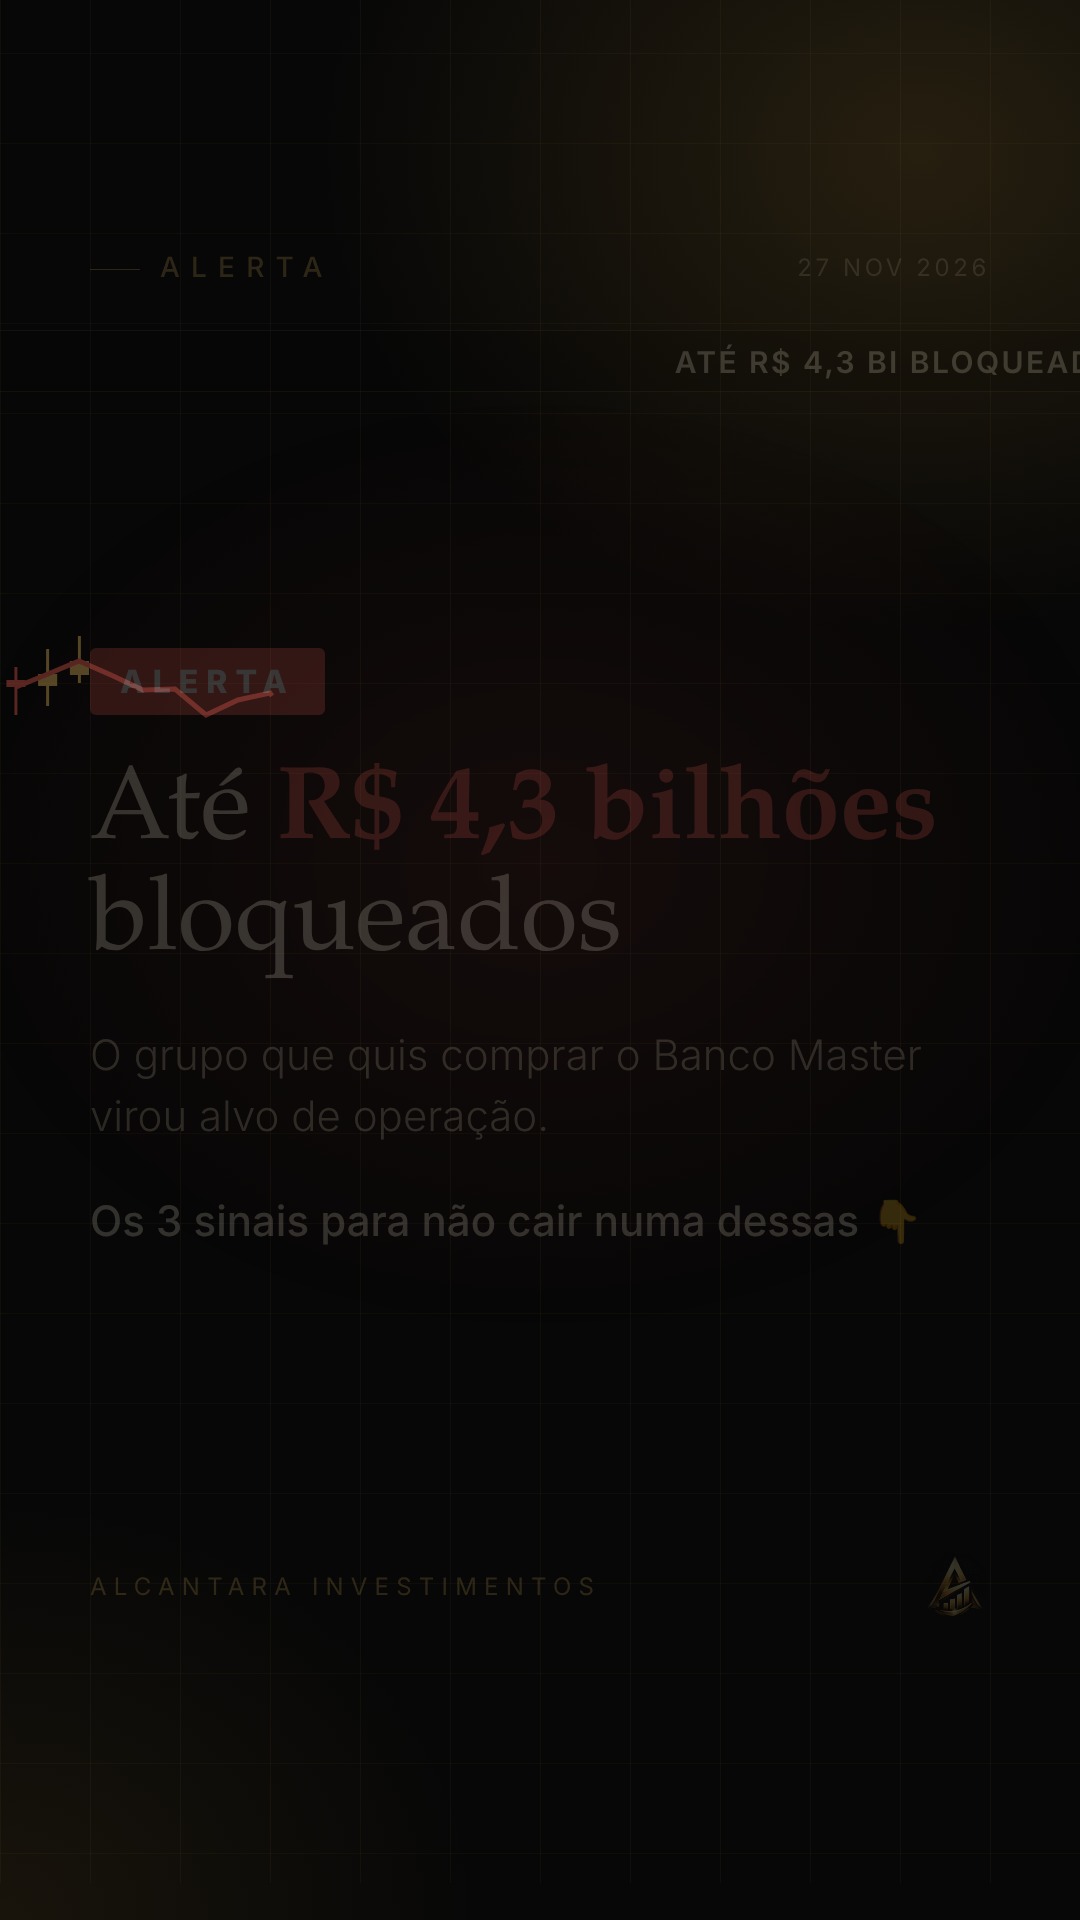 ALERTA
27 NOV 2026
ATÉ R$ 4,3 BI BLOQUEAD
ALERTA
Até R$ 4,3 bilhões
bloqueados
O grupo que quis comprar o Banco Master
virou alvo de operação.
Os 3 sinais para não cair numa dessas 👇
ALCANTARA INVESTIMENTOS